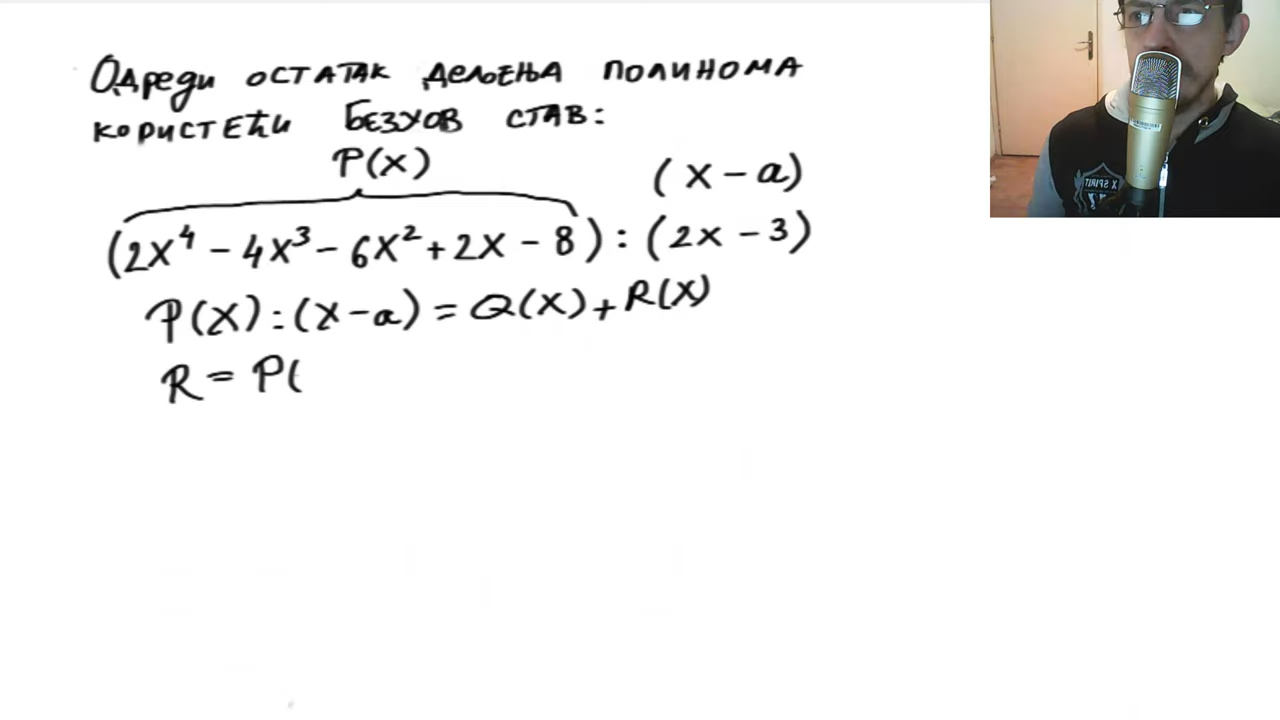 Одреди остатак дељења полинома
користећи Безуов став:
P(x)
(x-a)
(2x⁴ - 4x³ - 6x² + 2x - 8) : (2x - 3)
P(x) : (x-a) = Q(x) + R(x)
R = P(